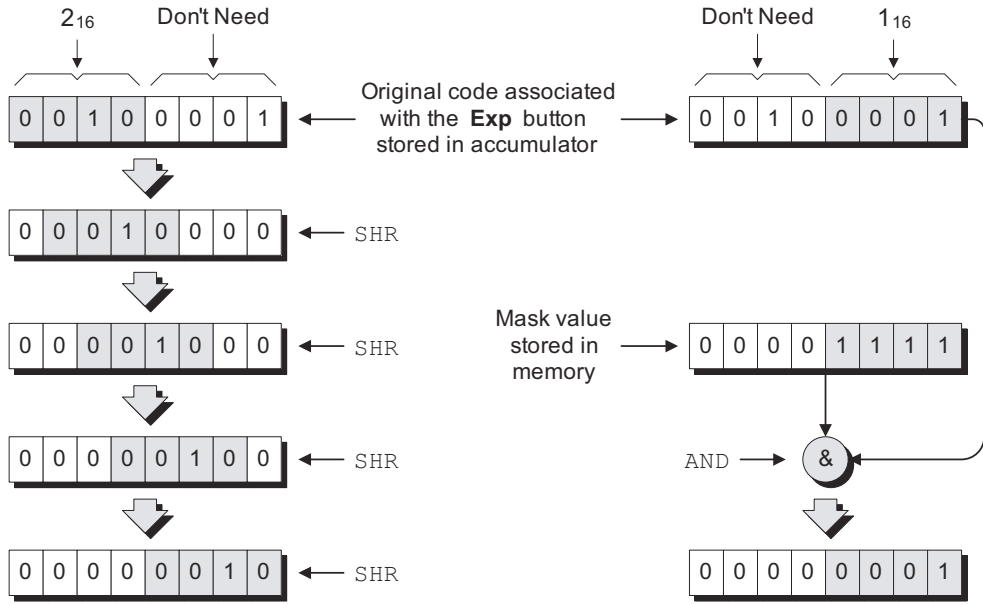 2₁₆ Don't Need
0 0 1 0 0 0 0 1
SHR
0 0 0 1 0 0 0 0
SHR
0 0 0 0 1 0 0 0
SHR
0 0 0 0 0 1 0 0
SHR
0 0 0 0 0 0 1 0
Original code associated
with the Exp button
stored in accumulator
Don't Need 1₁₆
0 0 1 0 0 0 0 1
Mask value
stored in
memory
0 0 0 0 1 1 1 1
AND &
0 0 0 0 0 0 0 1